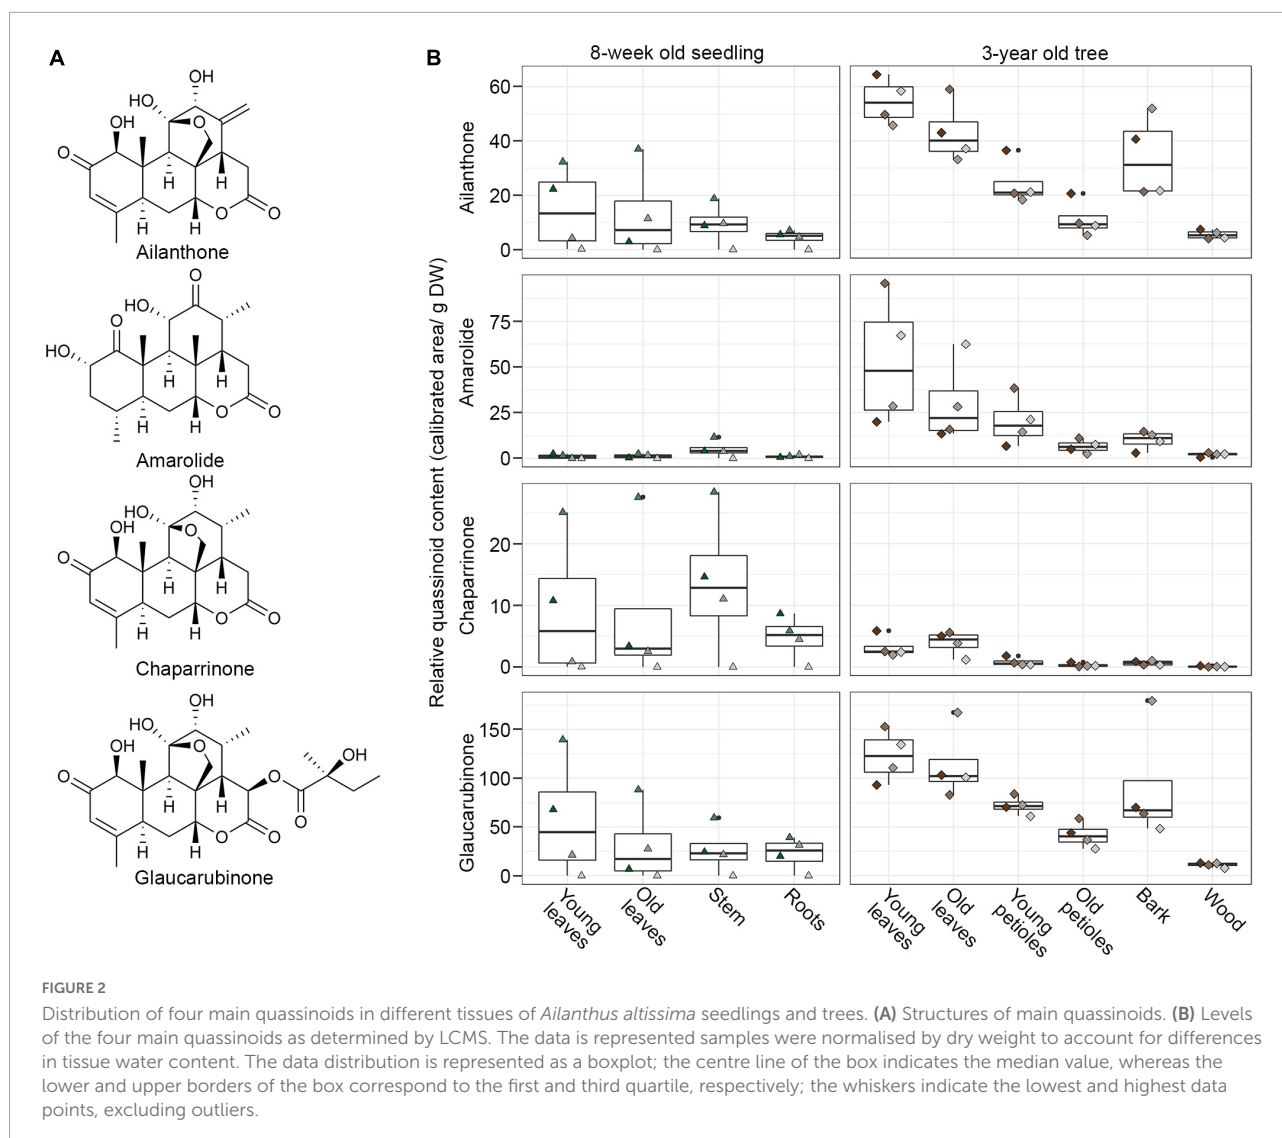 A
OH
HO
OH
O
O
H
H
H
H
O
O
Ailanthone
O
HO
O
HO
H
H
H
H
O
O
Amarolide
OH
HO
OH
O
O
H
H
H
H
O
O
Chaparrinone
OH
HO
OH
O
O
H
H
H
H
O
O
O
O
OH
Glaucarubinone
B
8-week old seedling
3-year old tree
Relative quassinoid content (calibrated area/ g DW)
Ailanthone
60
40
20
0
Amarolide
75
50
25
0
Chaparrinone
20
10
0
Glaucarubinone
150
100
50
0
Young
leaves
Old
leaves
Stem
Roots
Young
leaves
Old
leaves
Young
petioles
Old
petioles
Bark
Wood
FIGURE 2
Distribution of four main quassinoids in different tissues of Ailanthus altissima seedlings and trees. (A) Structures of main quassinoids. (B) Levels
of the four main quassinoids as determined by LCMS. The data is represented samples were normalised by dry weight to account for differences
in tissue water content. The data distribution is represented as a boxplot; the centre line of the box indicates the median value, whereas the
lower and upper borders of the box correspond to the first and third quartile, respectively; the whiskers indicate the lowest and highest data
points, excluding outliers.